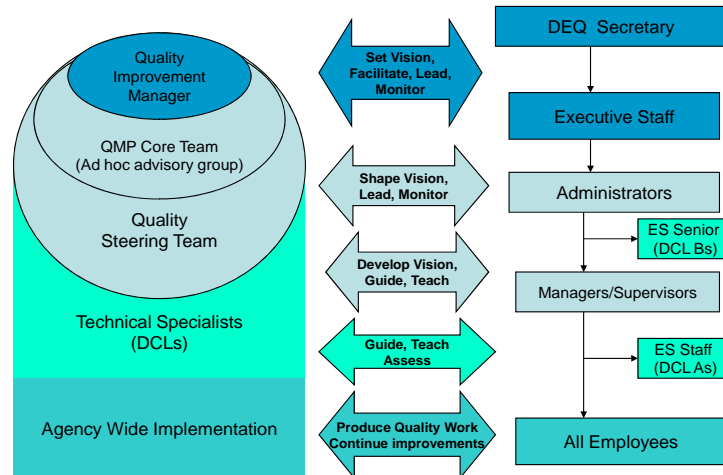 Quality
Improvement
Manager
QMP Core Team
(Ad hoc advisory group)
Quality
Steering Team
Technical Specialists
(DCLs)
Agency Wide Implementation
Set Vision,
Facilitate, Lead,
Monitor
Shape Vision,
Lead, Monitor
Develop Vision,
Guide, Teach
Guide, Teach
Assess
Produce Quality Work
Continue improvements
DEQ Secretary
Executive Staff
Administrators
ES Senior
(DCL Bs)
Managers/Supervisors
ES Staff
(DCL As)
All Employees